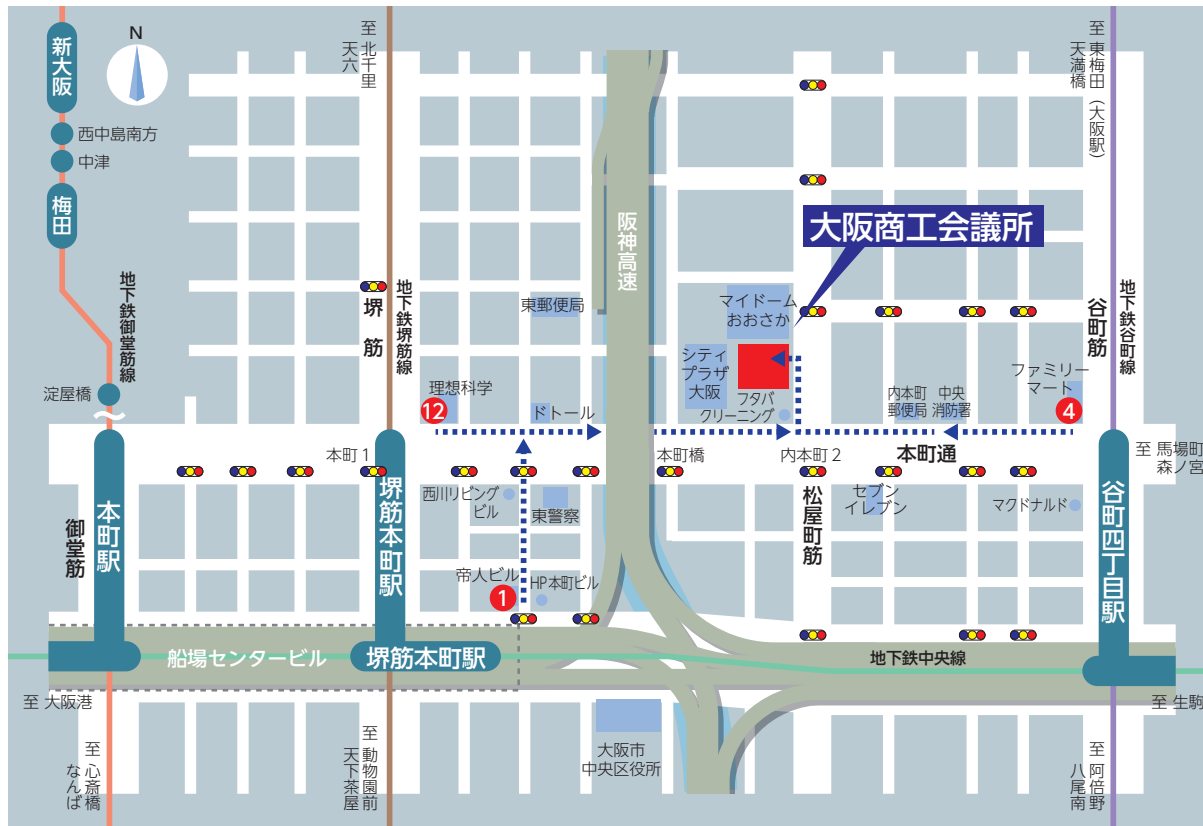 新大阪
N
西中島南方
中津
梅田
地下鉄御堂筋線
淀屋橋
至 北千里
天六
至 東梅田（大阪駅）
天満橋
阪神高速
大阪商工会議所
堺筋
地下鉄堺筋線
東郵便局
マイドーム
おおさか
谷町筋
地下鉄谷町線
シティ
プラザ
大阪
理想科学
12
ドトール
フタバ
クリーニング
内本町
郵便局
中央
消防署
ファミリー
マート
4
本町1
本町橋
内本町2
本町通
至 馬場町
森ノ宮
御堂筋
本町駅
堺筋本町駅
西川リビング
ビル
東警察
松屋町筋
セブン
イレブン
マクドナルド
谷町四丁目駅
帝人ビル
1
HP本町ビル
船場センタービル
堺筋本町駅
地下鉄中央線
至 大阪港
至 生駒
至 心斎橋
なんば
至 動物園前
天下茶屋
大阪市
中央区役所
至 阿倍野
八尾南